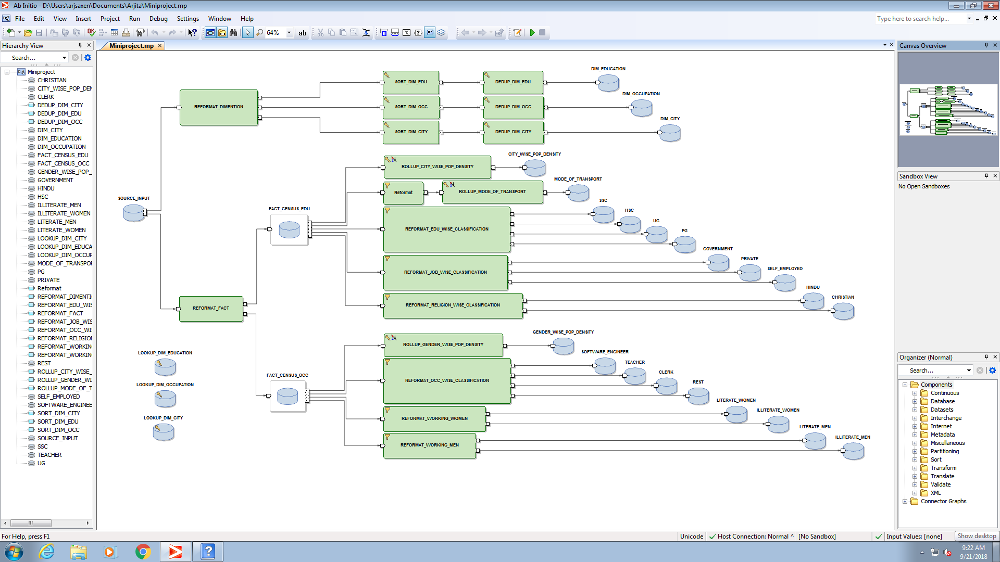 Ab Initio - D:\Users\arjsaxen\Documents\Arjita\Miniproject.mp
File Edit View Insert Project Run Debug Settings Window Help
Type here to search help...
64%
ab
Hierarchy View
Search...
Miniproject
CHRISTIAN
CITY_WISE_POP_DEN
CLERK
DEDUP_DIM_CITY
DEDUP_DIM_EDU
DEDUP_DIM_OCC
DIM_CITY
DIM_EDUCATION
DIM_OCCUPATION
FACT_CENSUS_EDU
FACT_CENSUS_OCC
GENDER_WISE_POP_
GOVERNMENT
HINDU
HSC
ILLITERATE_MEN
ILLITERATE_WOMEN
LITERATE_MEN
LITERATE_WOMEN
LOOKUP_DIM_CITY
LOOKUP_DIM_EDUCA
LOOKUP_DIM_OCCUP
MODE_OF_TRANSPOR
PG
PRIVATE
Reformat
REFORMAT_DIMENTI
REFORMAT_EDU_WIS
REFORMAT_FACT
REFORMAT_JOB_WIS
REFORMAT_OCC_WI
REFORMAT_RELIGIO
REFORMAT_WORKIN
REFORMAT_WORKIN
REST
ROLLUP_CITY_WISE_
ROLLUP_GENDER_WI
ROLLUP_MODE_OF_T
SELF_EMPLOYED
SOFTWARE_ENGINEE
SORT_DIM_CITY
SORT_DIM_EDU
SORT_DIM_OCC
SOURCE_INPUT
SSC
TEACHER
UG
Miniproject.mp
DIM_EDUCATION
SORT_DIM_EDU
DEDUP_DIM_EDU
DIM_OCCUPATION
REFORMAT_DIMENTION
SORT_DIM_OCC
DEDUP_DIM_OCC
DIM_CITY
SORT_DIM_CITY
DEDUP_DIM_CITY
CITY_WISE_POP_DENSITY
ROLLUP_CITY_WISE_POP_DENSITY
MODE_OF_TRANSPORT
Reformat
ROLLUP_MODE_OF_TRANSPORT
SOURCE_INPUT
SSC
FACT_CENSUS_EDU
HSC
UG
REFORMAT_EDU_WISE_CLASSIFICATION
PG
GOVERNMENT
PRIVATE
SELF_EMPLOYED
REFORMAT_JOB_WISE_CLASSIFICATION
HINDU
CHRISTIAN
REFORMAT_RELIGION_WISE_CLASSIFICATION
REFORMAT_FACT
GENDER_WISE_POP_DENSITY
ROLLUP_GENDER_WISE_POP_DENSITY
SOFTWARE_ENGINEER
LOOKUP_DIM_EDUCATION
TEACHER
CLERK
FACT_CENSUS_OCC
REFORMAT_OCC_WISE_CLASSIFICATION
REST
LOOKUP_DIM_OCCUPATION
LITERATE_WOMEN
ILLITERATE_WOMEN
LOOKUP_DIM_CITY
REFORMAT_WORKING_WOMEN
LITERATE_MEN
ILLITERATE_MEN
REFORMAT_WORKING_MEN
Canvas Overview
Sandbox View
No Open Sandboxes
Organizer (Normal)
Search...
Components
Continuous
Database
Datasets
Interchange
Internet
Metadata
Miscellaneous
Partitioning
Sort
Transform
Translate
Validate
XML
Connector Graphs
For Help, press F1
Unicode
Host Connection: Normal ^
[No Sandbox]
Input Values: [none]
Show desktop
9:22 AM
9/21/2018